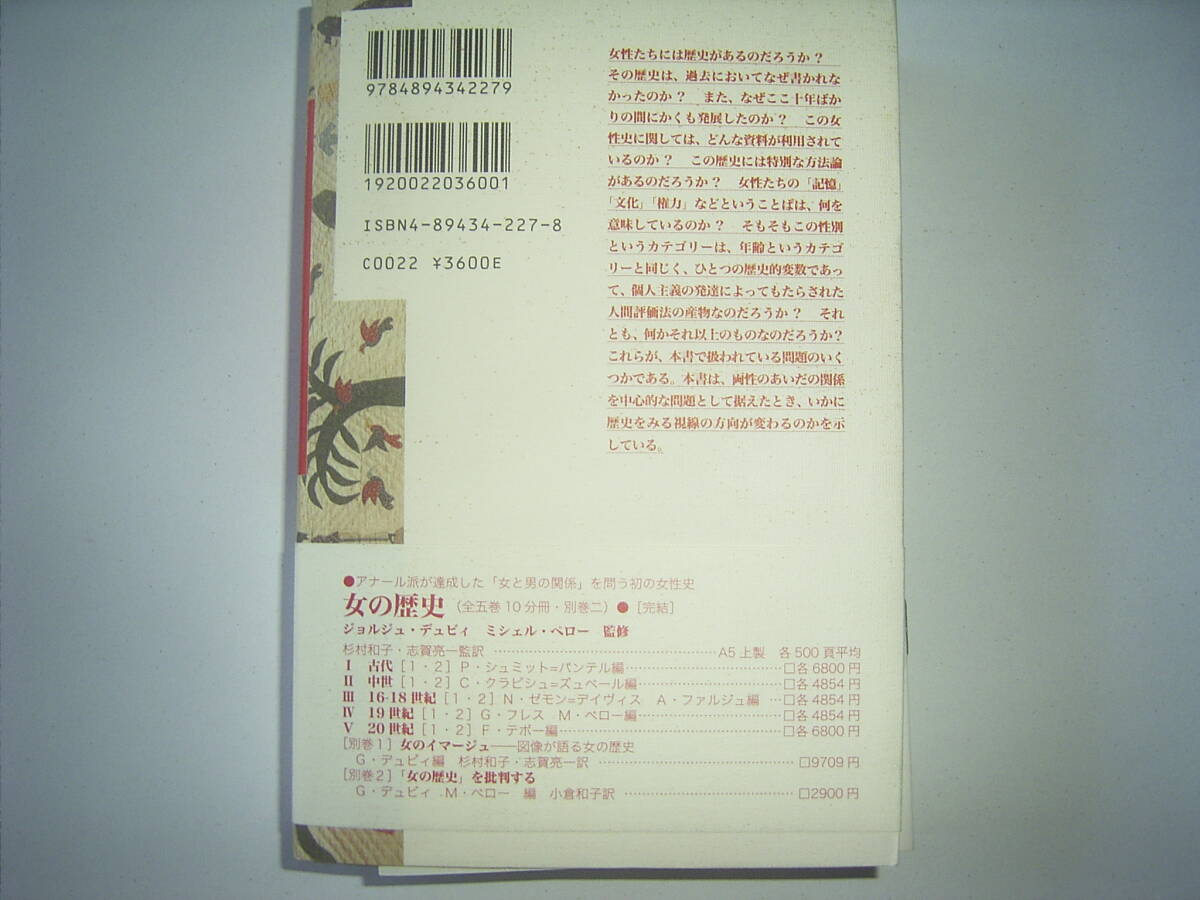 9784894342279
1920022036001
ISBN4-89434-227-8
C0022 ¥3600E
女性たちには歴史があるのだろうか？
その歴史は、過去においてなぜ書かれな
かったのか？　また、なぜここ十年ばか
りの間にかくも発展したのか？　この女
性史に関しては、どんな資料が利用されて
いるのか？　この歴史には特別な方法論
があるのだろうか？　女性たちの「記憶」
「文化」「権力」などということばは、何を
意味しているのか？　そもそもこの性別
というカテゴリーは、年齢というカテゴ
リーと同じく、ひとつの歴史的変数であっ
て、個人主義の発達によってもたらされた
人間評価法の産物なのだろうか？　それ
とも、何かそれ以上のものなのだろうか？
これらが、本書で扱われている問題のいく
つかである。本書は、両性のあいだの関係
を中心的な問題として据えたとき、いかに
歴史をみる視線の方向が変わるのかを示
している。
●アナール派が達成した「女と男の関係」を問う初の女性史
女の歴史（全五巻10分冊・別巻二）●［完結］
ジョルジュ・デュビィ　ミシェル・ペロー　監修
杉村和子・志賀亮一監訳 …… A5上製　各500頁平均
Ⅰ　古代［1・2］P・シュミット=パンテル編 …… □各6800円
Ⅱ　中世［1・2］C・クラピシュ=ズュベール編 …… □各4854円
Ⅲ　16-18世紀［1・2］N・ゼモン=デイヴィス　A・ファルジュ編 … □各4854円
Ⅳ　19世紀［1・2］G・フレス　M・ペロー編 …… □各4854円
Ⅴ　20世紀［1・2］F・テボー編 …… □各6800円
［別巻1］女のイマージュ――図像が語る女の歴史
G・デュビィ編　杉村和子・志賀亮一訳 …… □9709円
［別巻2］「女の歴史」を批判する
G・デュビィ　M・ペロー　編　小倉和子訳 …… □2900円